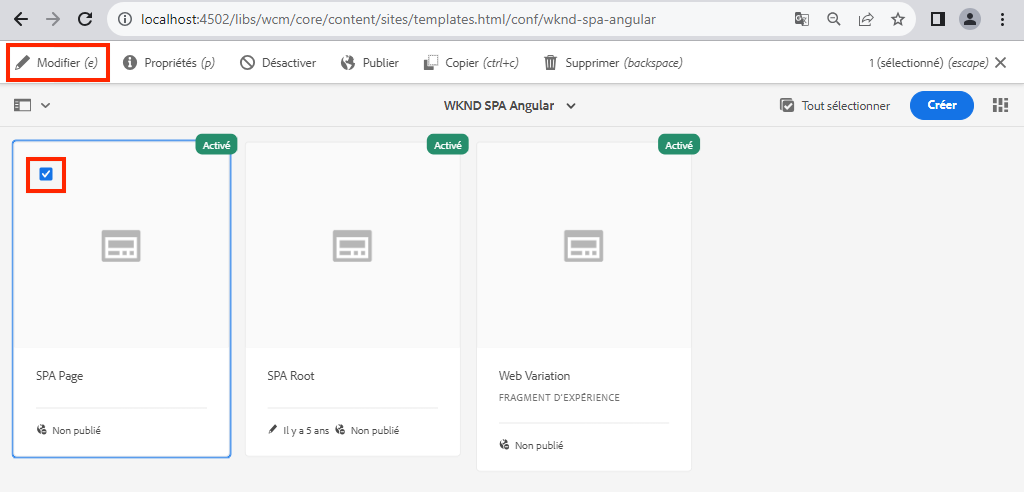 localhost:4502/libs/wcm/core/content/sites/templates.html/conf/wknd-spa-angular
Modifier (e) Propriétés (p) Désactiver Publier Copier (ctrl+c) Supprimer (backspace) 1 (sélectionné) (escape)
WKND SPA Angular Tout sélectionner Créer
Activé Activé Activé
SPA Page SPA Root Web Variation
FRAGMENT D'EXPÉRIENCE
Non publié Il y a 5 ans Non publié
Non publié